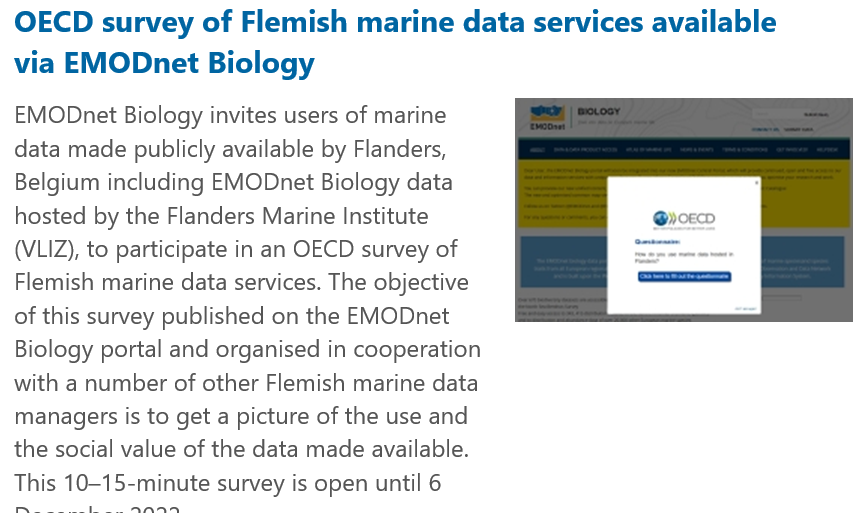 OECD survey of Flemish marine data services available
via EMODnet Biology
EMODnet Biology invites users of marine
data made publicly available by Flanders,
Belgium including EMODnet Biology data
hosted by the Flanders Marine Institute
(VLIZ), to participate in an OECD survey of
Flemish marine data services. The objective
of this survey published on the EMODnet
Biology portal and organised in cooperation
with a number of other Flemish marine data
managers is to get a picture of the use and
the social value of the data made available.
This 10–15-minute survey is open until 6
December 2022
EMODnet
BIOLOGY
OECD
Questionnaire:
How do you use marine data hosted in
Flanders?
Click here to fill out the questionnaire